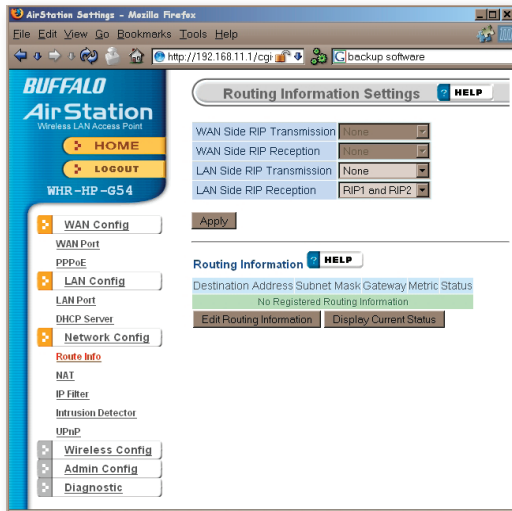 AirStation Settings - Mozilla Firefox
File Edit View Go Bookmarks Tools Help
http://192.168.11.1/cgi
G backup software
BUFFALO
AirStation
Wireless LAN Access Point
HOME
LOGOUT
WHR-HP-G54
WAN Config
WAN Port
PPPoE
LAN Config
LAN Port
DHCP Server
Network Config
Route Info
NAT
IP Filter
Intrusion Detector
UPnP
Wireless Config
Admin Config
Diagnostic
Routing Information Settings ? HELP
WAN Side RIP Transmission None
WAN Side RIP Reception None
LAN Side RIP Transmission None
LAN Side RIP Reception RIP1 and RIP2
Apply
Routing Information ? HELP
Destination Address Subnet Mask Gateway Metric Status
No Registered Routing Information
Edit Routing Information Display Current Status